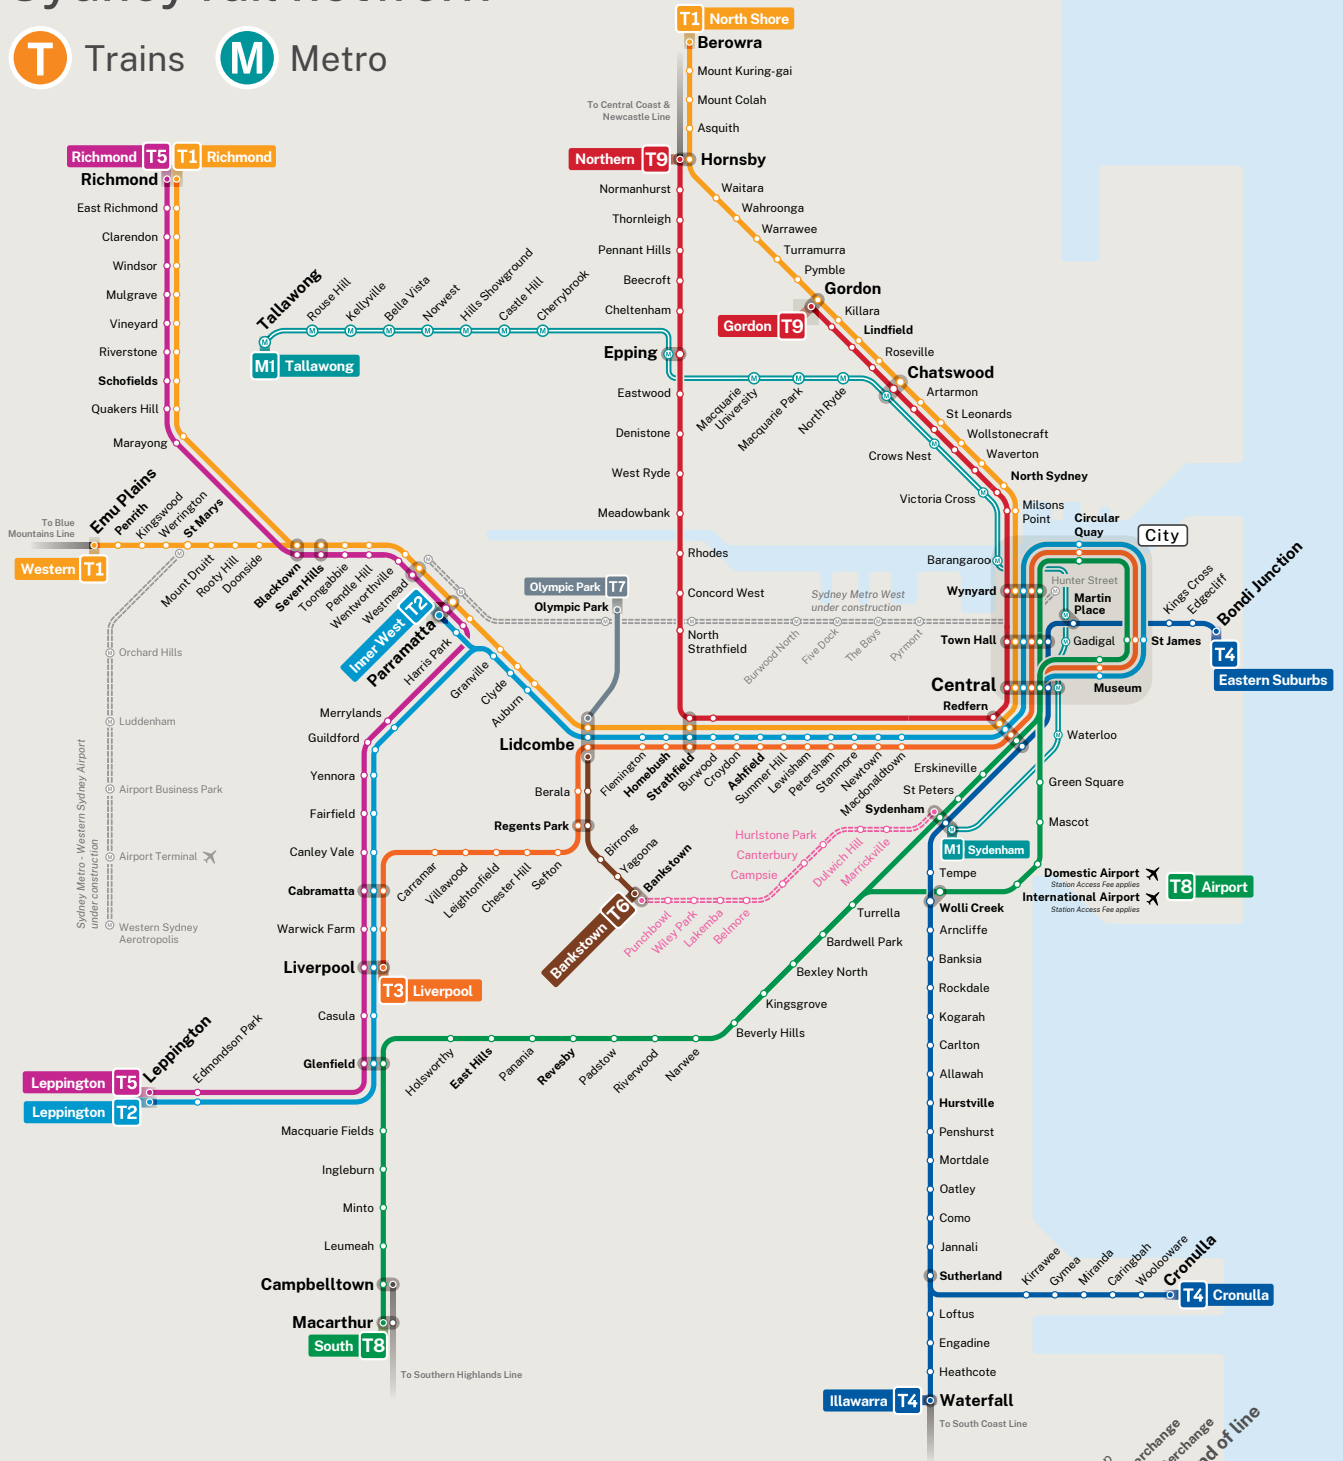 Sydney rail network
T Trains
M Metro
T1 North Shore
Berowra
Mount Kuring-gai
Mount Colah
Asquith
To Central Coast &
Newcastle Line
Northern T9
Hornsby
Normanhurst
Thornleigh
Pennant Hills
Beecroft
Cheltenham
Epping
Eastwood
Denistone
West Ryde
Meadowbank
Rhodes
Concord West
North
Strathfield
Waitara
Wahroonga
Warrawee
Turramurra
Pymble
Gordon
Gordon T9
Killara
Lindfield
Roseville
Chatswood
Artarmon
St Leonards
Wollstonecraft
Waverton
North Sydney
Milsons
Point
Richmond T5
T1 Richmond
Richmond
East Richmond
Clarendon
Windsor
Mulgrave
Vineyard
Riverstone
Schofields
Quakers Hill
Marayong
Tallawong
M1 Tallawong
Rouse Hill
Kellyville
Bella Vista
Norwest
Hills Showground
Castle Hill
Cherrybrook
Macquarie
University
Macquarie Park
North Ryde
Crows Nest
Victoria Cross
Barangaroo
To Blue
Mountains Line
Western T1
Emu Plains
Penrith
Kingswood
Werrington
St Marys
Mount Druitt
Rooty Hill
Doonside
Blacktown
Seven Hills
Toongabbie
Pendle Hill
Wentworthville
Westmead
Inner West T2
Parramatta
Harris Park
Granville
Clyde
Auburn
Lidcombe
Olympic Park T7
Olympic Park
Sydney Metro West
under construction
Burwood North
Five Dock
The Bays
Pyrmont
Circular
Quay
City
Hunter Street
Wynyard
Martin
Place
Town Hall
Gadigal
St James
Central
Museum
Redfern
Kings Cross
Edgecliff
Bondi Junction
T4
Eastern Suburbs
Orchard Hills
Luddenham
Airport Business Park
Airport Terminal
Western Sydney
Aerotropolis
Sydney Metro - Western Sydney Airport
under construction
Merrylands
Guildford
Yennora
Fairfield
Canley Vale
Cabramatta
Warwick Farm
Liverpool
T3 Liverpool
Casula
Glenfield
Leppington
Edmondson Park
Leppington T5
Leppington T2
Flemington
Homebush
Strathfield
Burwood
Croydon
Ashfield
Summer Hill
Lewisham
Petersham
Stanmore
Newtown
Macdonaldtown
Berala
Regents Park
Birrong
Yagoona
Bankstown
Bankstown T6
Carramar
Villawood
Leightonfield
Chester Hill
Sefton
Punchbowl
Wiley Park
Lakemba
Belmore
Campsie
Canterbury
Hurlstone Park
Dulwich Hill
Marrickville
Erskineville
St Peters
Sydenham
M1 Sydenham
Waterloo
Green Square
Mascot
Domestic Airport
Station Access Fee applies
International Airport
Station Access Fee applies
T8 Airport
Tempe
Wolli Creek
Turrella
Bardwell Park
Bexley North
Kingsgrove
Beverly Hills
Narwee
Riverwood
Padstow
Revesby
Panania
East Hills
Holsworthy
Arncliffe
Banksia
Rockdale
Kogarah
Carlton
Allawah
Hurstville
Penshurst
Mortdale
Oatley
Como
Jannali
Sutherland
Kirrawee
Gymea
Miranda
Caringbah
Woolooware
Cronulla
T4 Cronulla
Loftus
Engadine
Heathcote
Illawarra T4
Waterfall
To South Coast Line
Macquarie Fields
Ingleburn
Minto
Leumeah
Campbelltown
Macarthur
South T8
To Southern Highlands Line